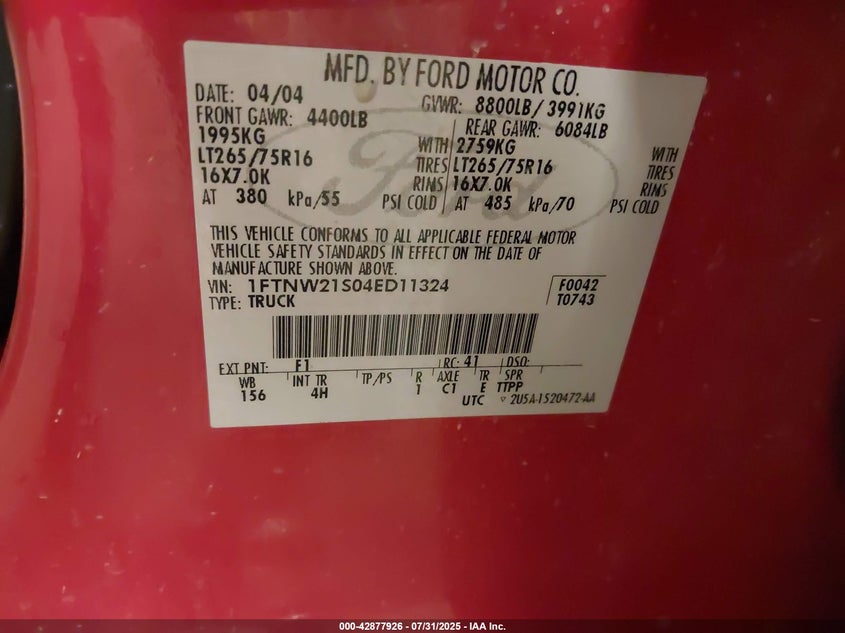 MFD. BY FORD MOTOR CO.
DATE: 04/04 GVWR: 8800LB/ 3991KG
FRONT GAWR: 4400LB REAR GAWR: 6084LB
1995KG WITH 2759KG WITH
LT265/75R16 TIRES LT265/75R16 TIRES
16X7.0K RIMS 16X7.0K RIMS
AT 380 kPa/55 PSI COLD AT 485 kPa/70 PSI COLD
THIS VEHICLE CONFORMS TO ALL APPLICABLE FEDERAL MOTOR
VEHICLE SAFETY STANDARDS IN EFFECT ON THE DATE OF
MANUFACTURE SHOWN ABOVE.
VIN: 1FTNW21S04ED11324 F0042
TYPE: TRUCK T0743
EXT PNT: F1 RC: 41 DSO:
WB INT TR TP/PS R AXLE TR SPR
156 4H 1 C1 E TTPP
UTC ▽ 2U5A-1520472-AA
Ford
000-42877926 - 07/31/2025 - IAA Inc.